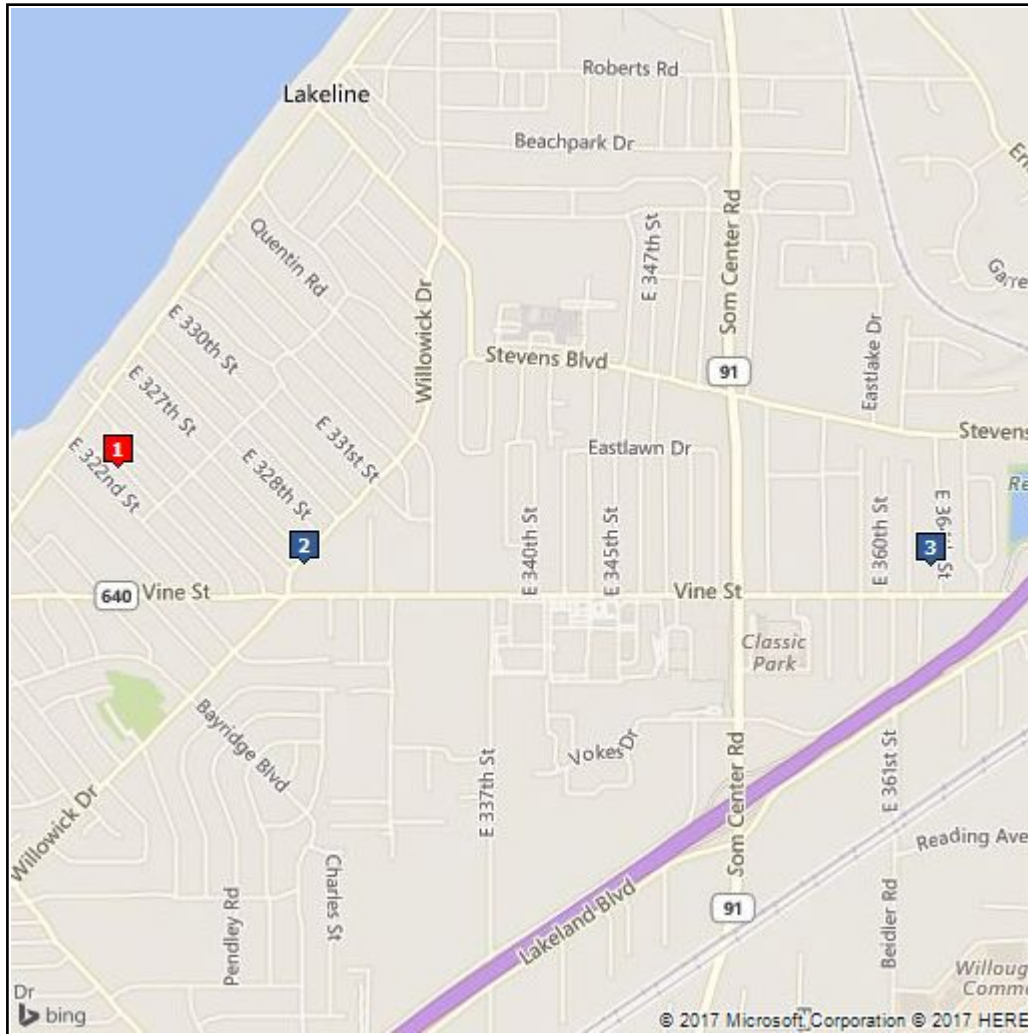 Roberts Rd
Lakeline
Beachpark Dr
Quentin Rd
E 347th St
Som Center Rd
E 330th St
Willowick Dr
Stevens Blvd
91
Eastlake Dr
E 327th St
E 331st St
Stevens
1
E 322nd St
E 328th St
Eastlawn Dr
E 340th St
E 345th St
E 360th St
2
3
640
Vine St
Vine St
Classic
Park
Bayridge Blvd
Vokes Dr
E 337th St
Som Center Rd
E 361st St
Willowick Dr
Reading Ave
Pendley Rd
Charles St
Lakeland Blvd
91
Beidler Rd
Dr
bing
© 2017 Microsoft Corporation © 2017 HERE